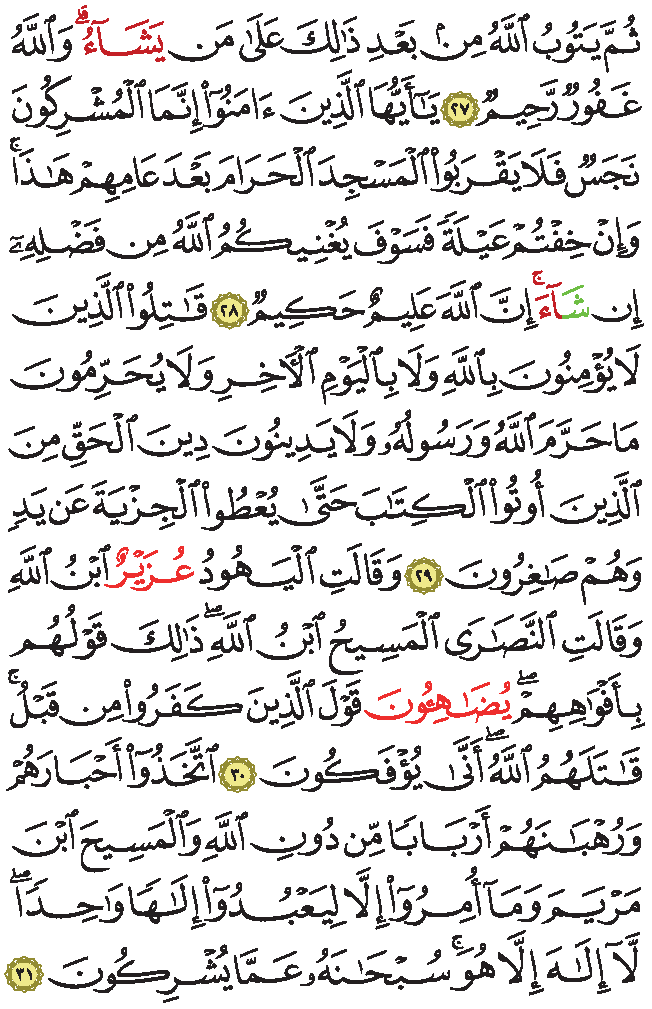 ثُمَّ يَتُوبُ ٱللَّهُ مِنۢ بَعۡدِ ذَٰلِكَ عَلَىٰ مَن يَشَآءُۗ وَٱللَّهُ
غَفُورٌ رَّحِيمٌ ٢٧ يَٰٓأَيُّهَا ٱلَّذِينَ ءَامَنُوٓاْ إِنَّمَا ٱلۡمُشۡرِكُونَ
نَجَسٌ فَلَا يَقۡرَبُواْ ٱلۡمَسۡجِدَ ٱلۡحَرَامَ بَعۡدَ عَامِهِمۡ هَٰذَاۚ
وَإِنۡ خِفۡتُمۡ عَيۡلَةً فَسَوۡفَ يُغۡنِيكُمُ ٱللَّهُ مِن فَضۡلِهِۦٓ
إِن شَآءَۚ إِنَّ ٱللَّهَ عَلِيمٌ حَكِيمٌ ٢٨ قَٰتِلُواْ ٱلَّذِينَ
لَا يُؤۡمِنُونَ بِٱللَّهِ وَلَا بِٱلۡيَوۡمِ ٱلۡأٓخِرِ وَلَا يُحَرِّمُونَ
مَا حَرَّمَ ٱللَّهُ وَرَسُولُهُۥ وَلَا يَدِينُونَ دِينَ ٱلۡحَقِّ مِنَ
ٱلَّذِينَ أُوتُواْ ٱلۡكِتَٰبَ حَتَّىٰ يُعۡطُواْ ٱلۡجِزۡيَةَ عَن يَدٍ
وَهُمۡ صَٰغِرُونَ ٢٩ وَقَالَتِ ٱلۡيَهُودُ عُزَيۡرٌ ٱبۡنُ ٱللَّهِ
وَقَالَتِ ٱلنَّصَٰرَى ٱلۡمَسِيحُ ٱبۡنُ ٱللَّهِۖ ذَٰلِكَ قَوۡلُهُم
بِأَفۡوَٰهِهِمۡۖ يُضَٰهِـُٔونَ قَوۡلَ ٱلَّذِينَ كَفَرُواْ مِن قَبۡلُۚ
قَٰتَلَهُمُ ٱللَّهُۖ أَنَّىٰ يُؤۡفَكُونَ ٣٠ ٱتَّخَذُوٓاْ أَحۡبَارَهُمۡ
وَرُهۡبَٰنَهُمۡ أَرۡبَابًا مِّن دُونِ ٱللَّهِ وَٱلۡمَسِيحَ ٱبۡنَ
مَرۡيَمَ وَمَآ أُمِرُوٓاْ إِلَّا لِيَعۡبُدُوٓاْ إِلَٰهًا وَٰحِدًاۖ
لَّآ إِلَٰهَ إِلَّا هُوَۚ سُبۡحَٰنَهُۥ عَمَّا يُشۡرِكُونَ ٣١